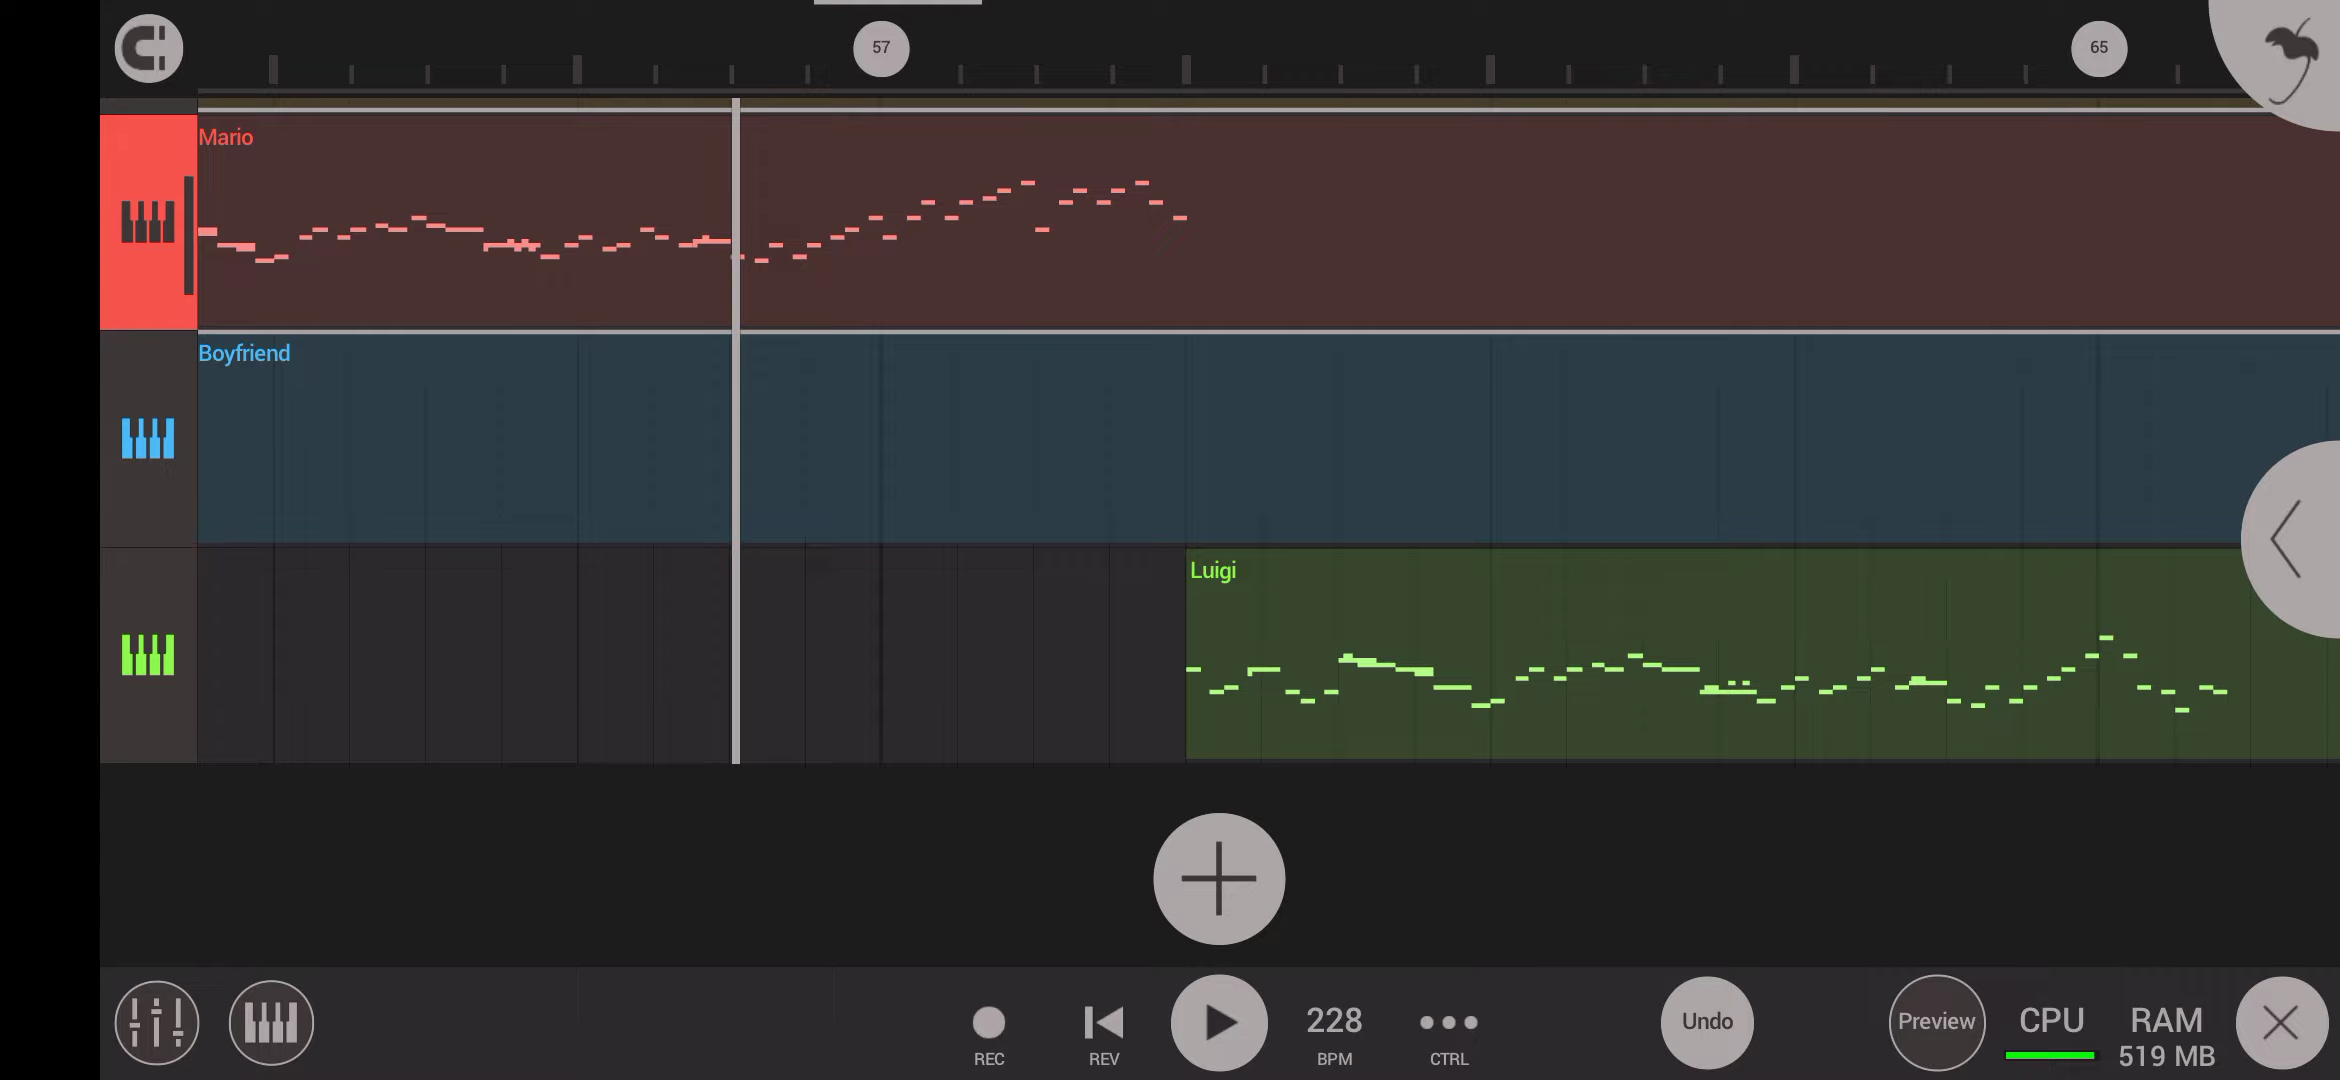 57
65
Mario
Boyfriend
Luigi
REC
REV
228
BPM
CTRL
Undo
Preview
CPU
RAM
519 MB